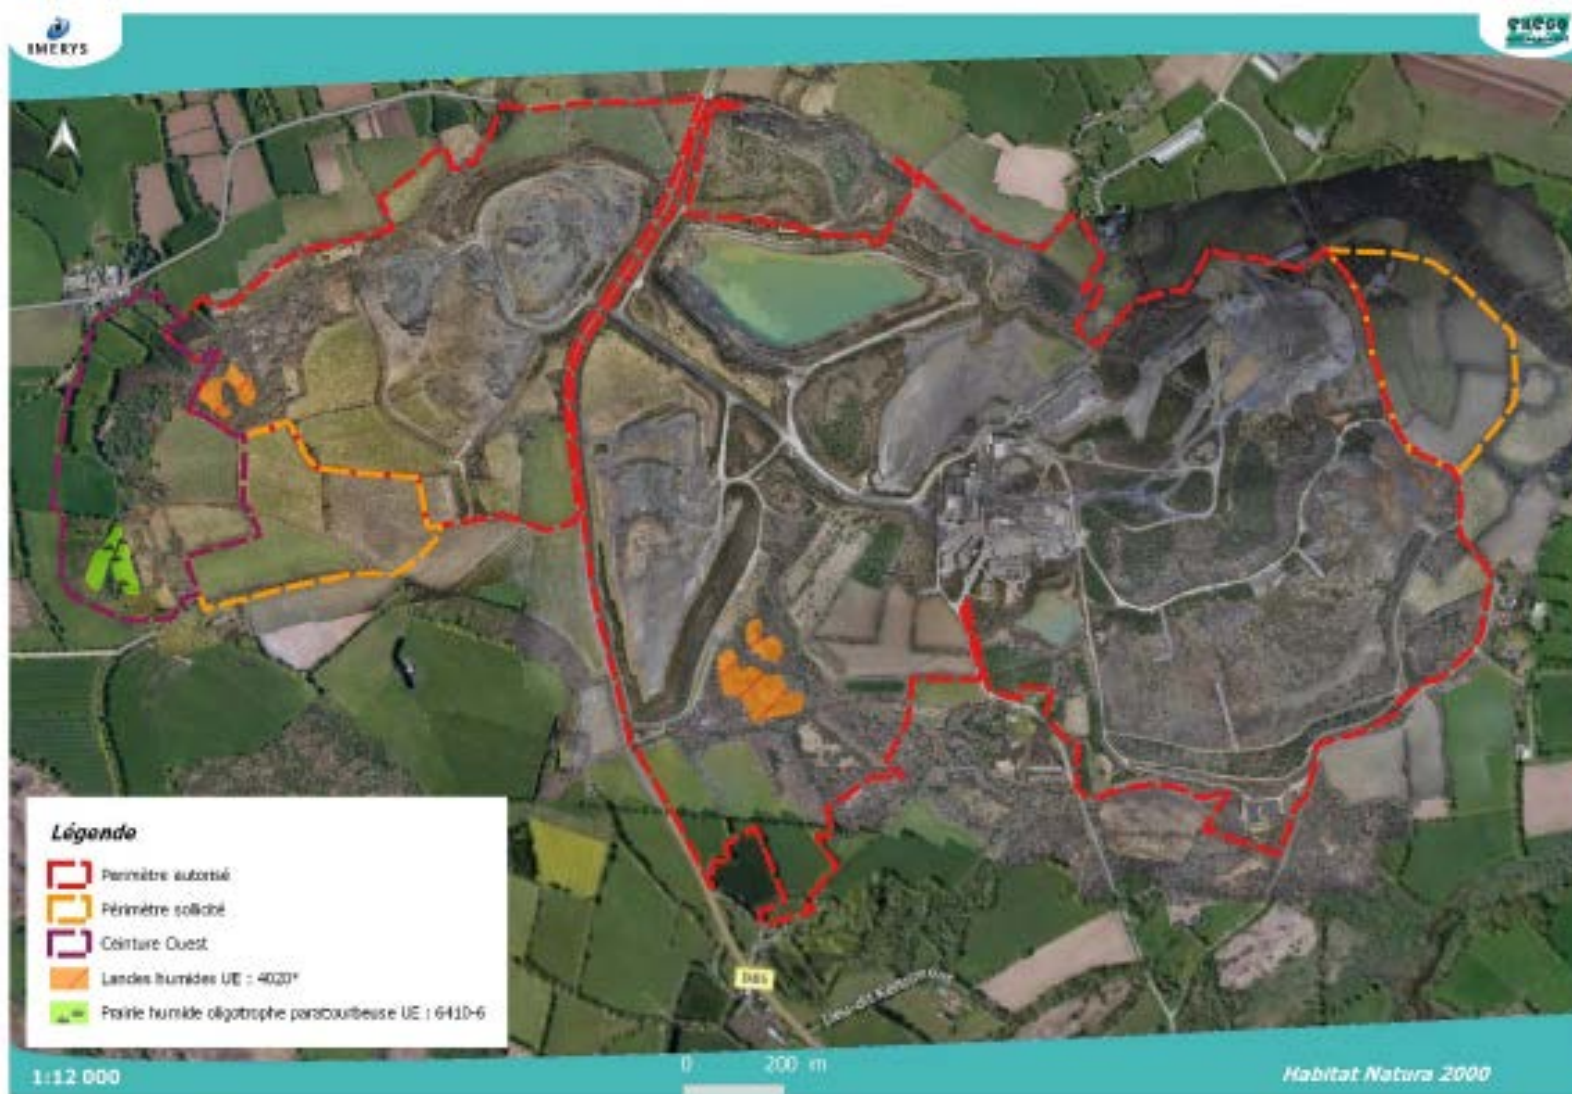 IMERYS
Légende
Perimètre autorisé
Périmètre sollicité
Ceinture Ouest
Landes humides UE : 4020*
Prairie humide oligotrophe paratourbeuse UE : 6410-6
1:12 000
0 200 m
Habitat Natura 2000